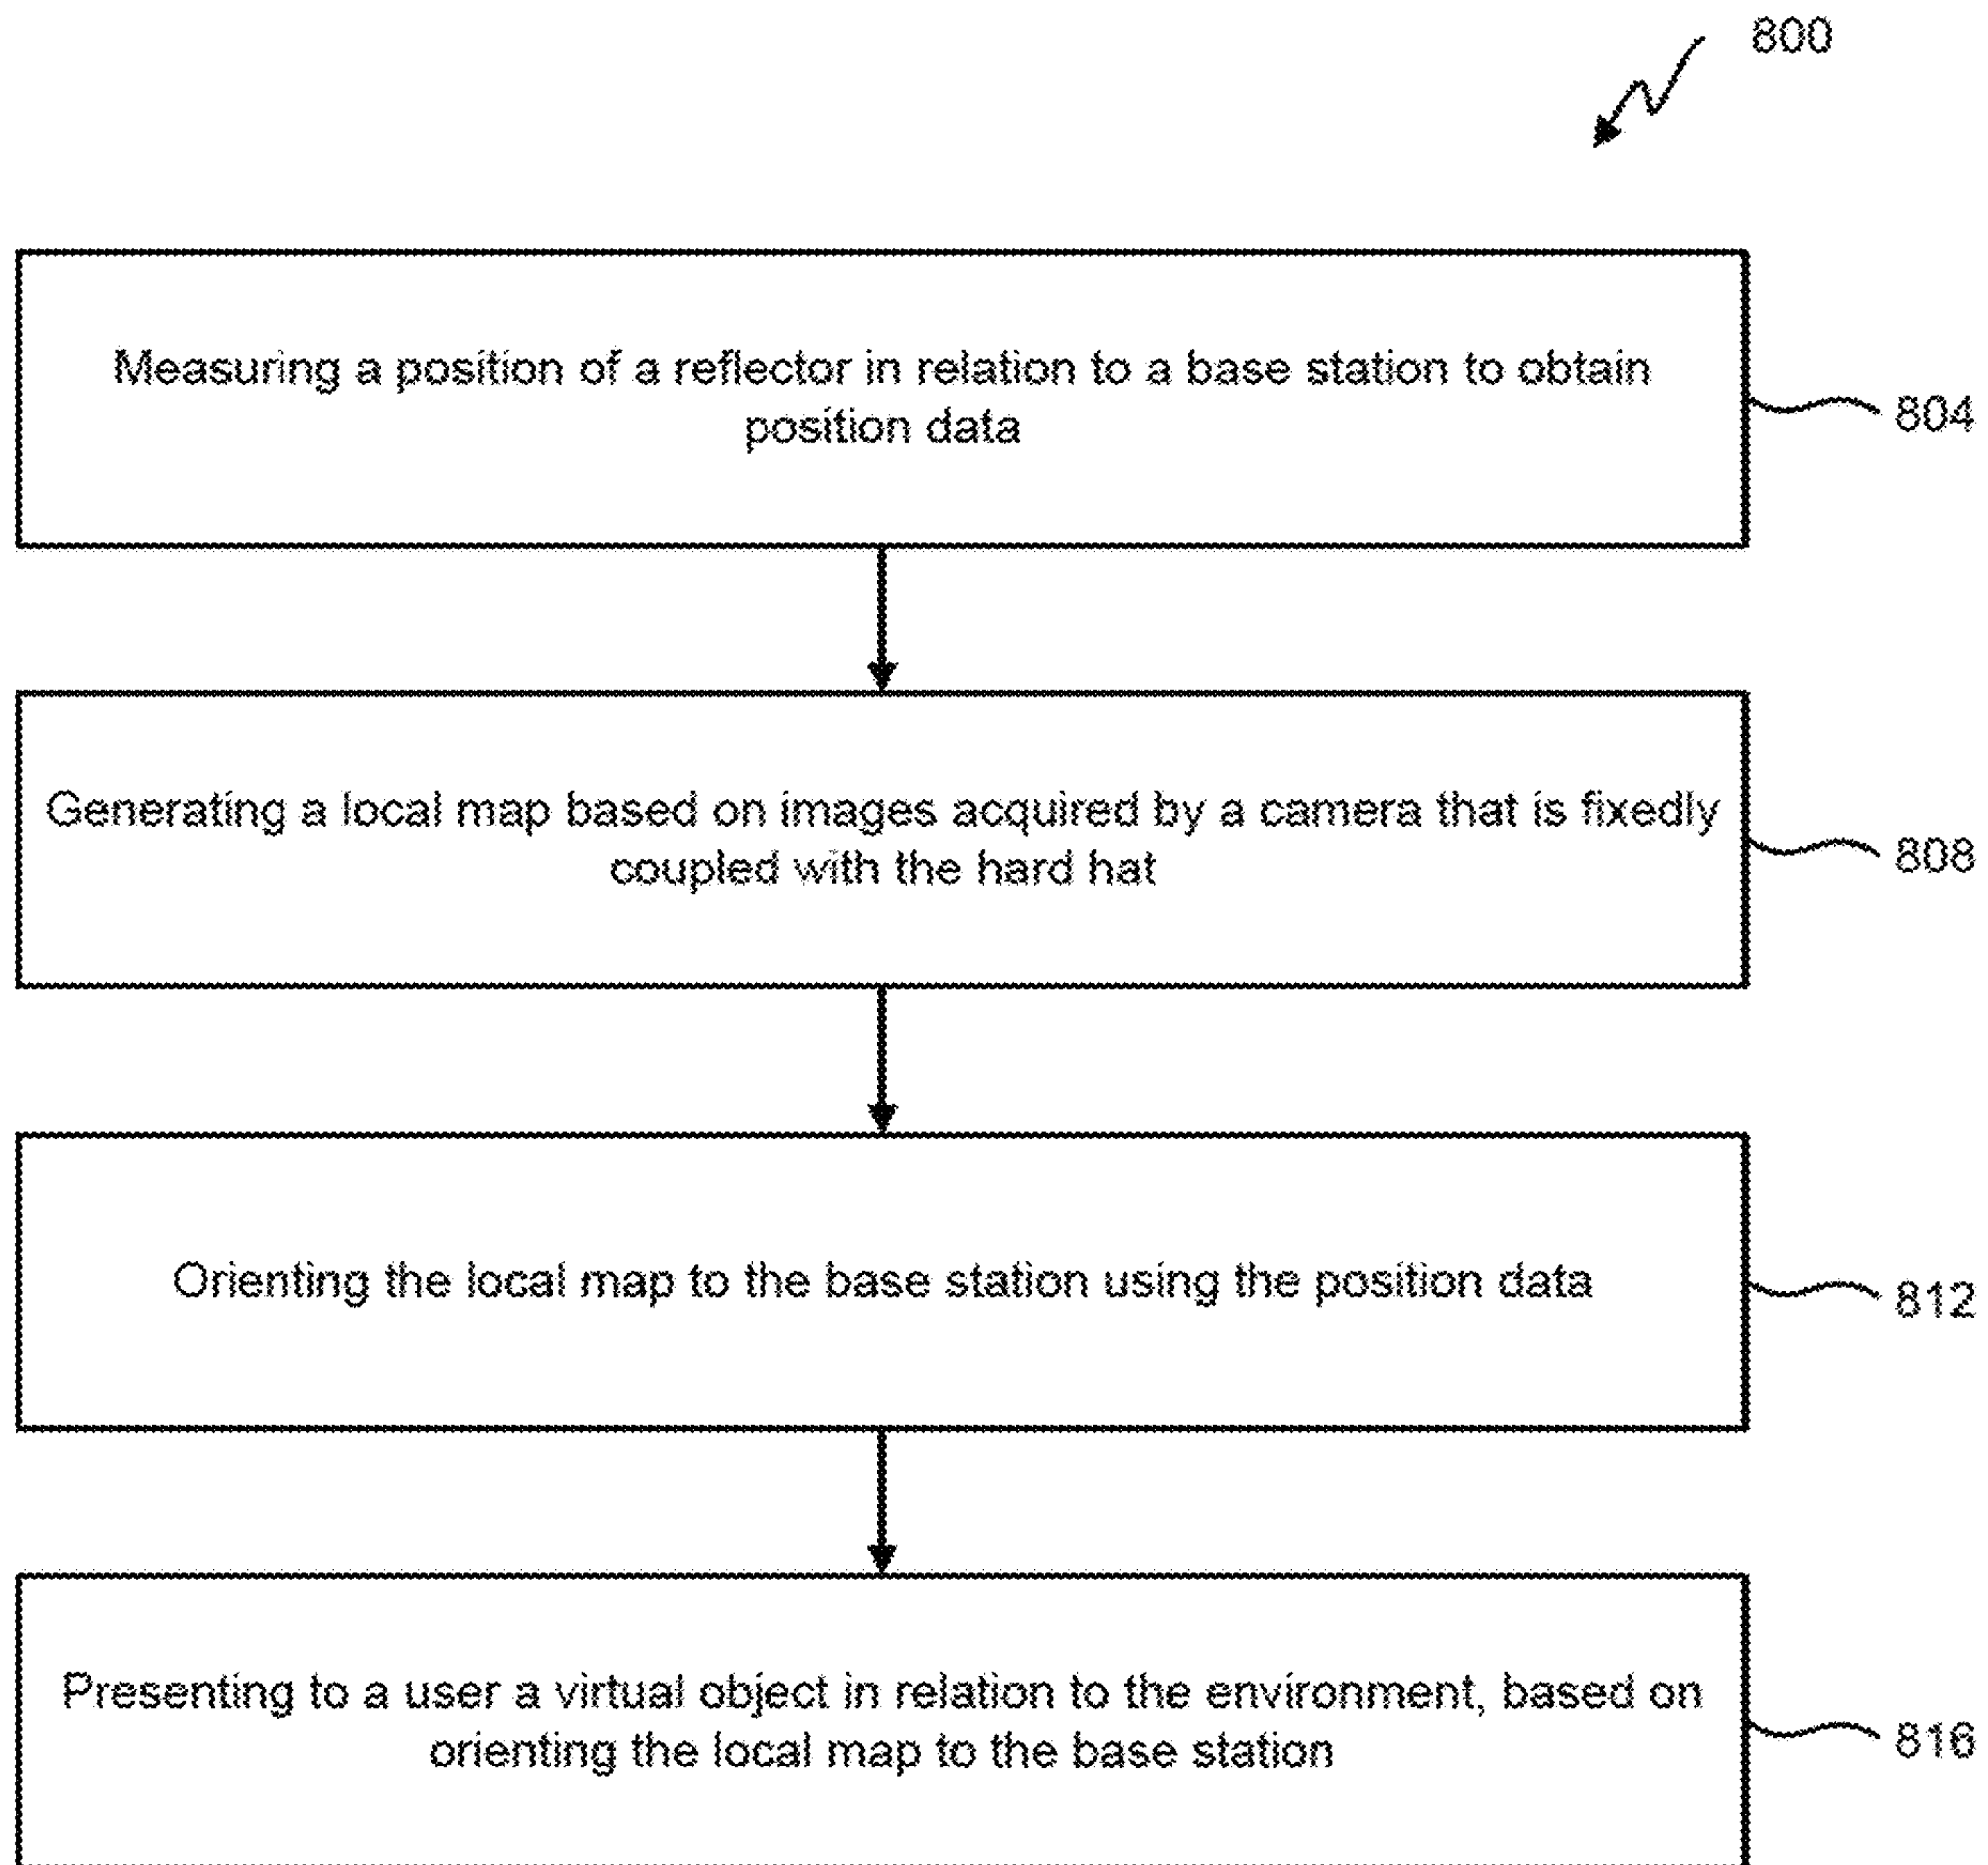 800
Measuring a position of a reflector in relation to a base station to obtain
position data
804
Generating a local map based on images acquired by a camera that is fixedly
coupled with the hard hat
808
Orienting the local map to the base station using the position data
812
Presenting to a user a virtual object in relation to the environment, based on
orienting the local map to the base station
816